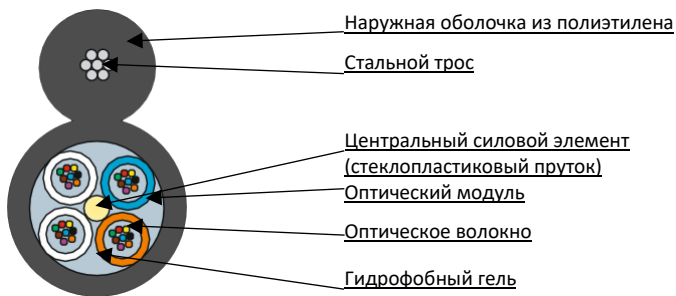 Наружная оболочка из полиэтилена
Стальной трос
Центральный силовой элемент
(стеклопластиковый пруток)
Оптический модуль
Оптическое волокно
Гидрофобный гель